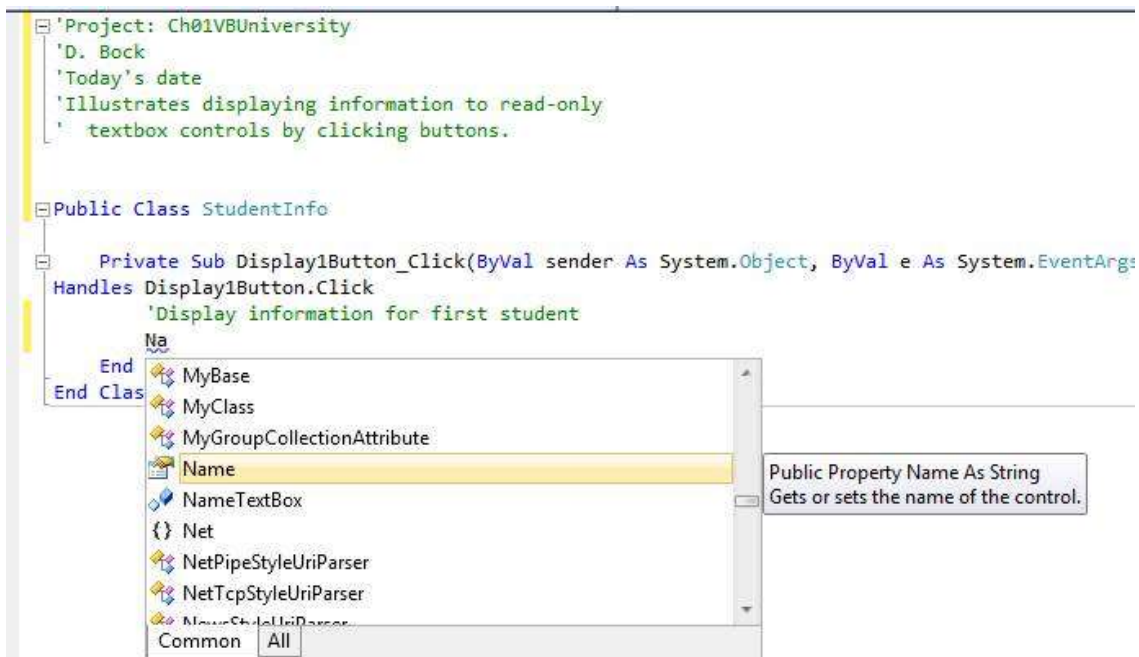 'Project: Ch01VBUniversity
'D. Bock
'Today's date
'Illustrates displaying information to read-only
'  textbox controls by clicking buttons.
Public Class StudentInfo
Private Sub Display1Button_Click(ByVal sender As System.Object, ByVal e As System.EventArgs
Handles Display1Button.Click
'Display information for first student
Na
End
End Clas
MyBase
MyClass
MyGroupCollectionAttribute
Name
Public Property Name As String
Gets or sets the name of the control.
NameTextBox
{} Net
NetPipeStyleUriParser
NetTcpStyleUriParser
NewsStyleUriParser
Common All